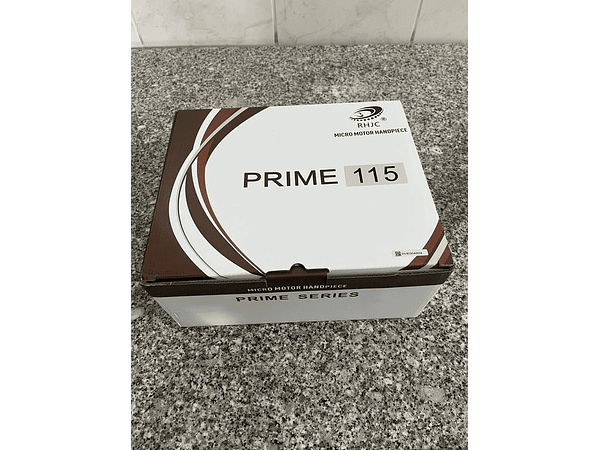 RHJC ®
MICRO MOTOR HANDPIECE
PRIME 115
MICRO MOTOR HANDPIECE
PRIME SERIES